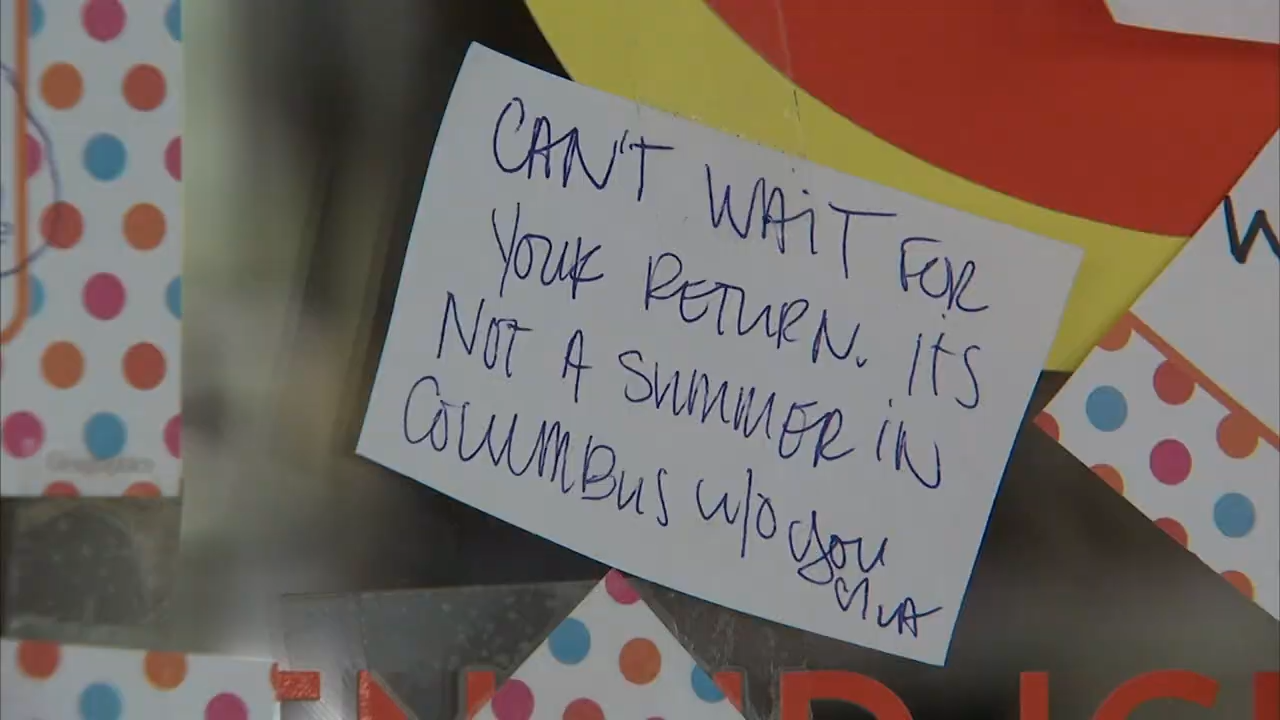 CAN'T WAIT FOR
YOUR RETURN. ITS
NOT A SUMMER IN
COLUMBUS W/O YOU
W